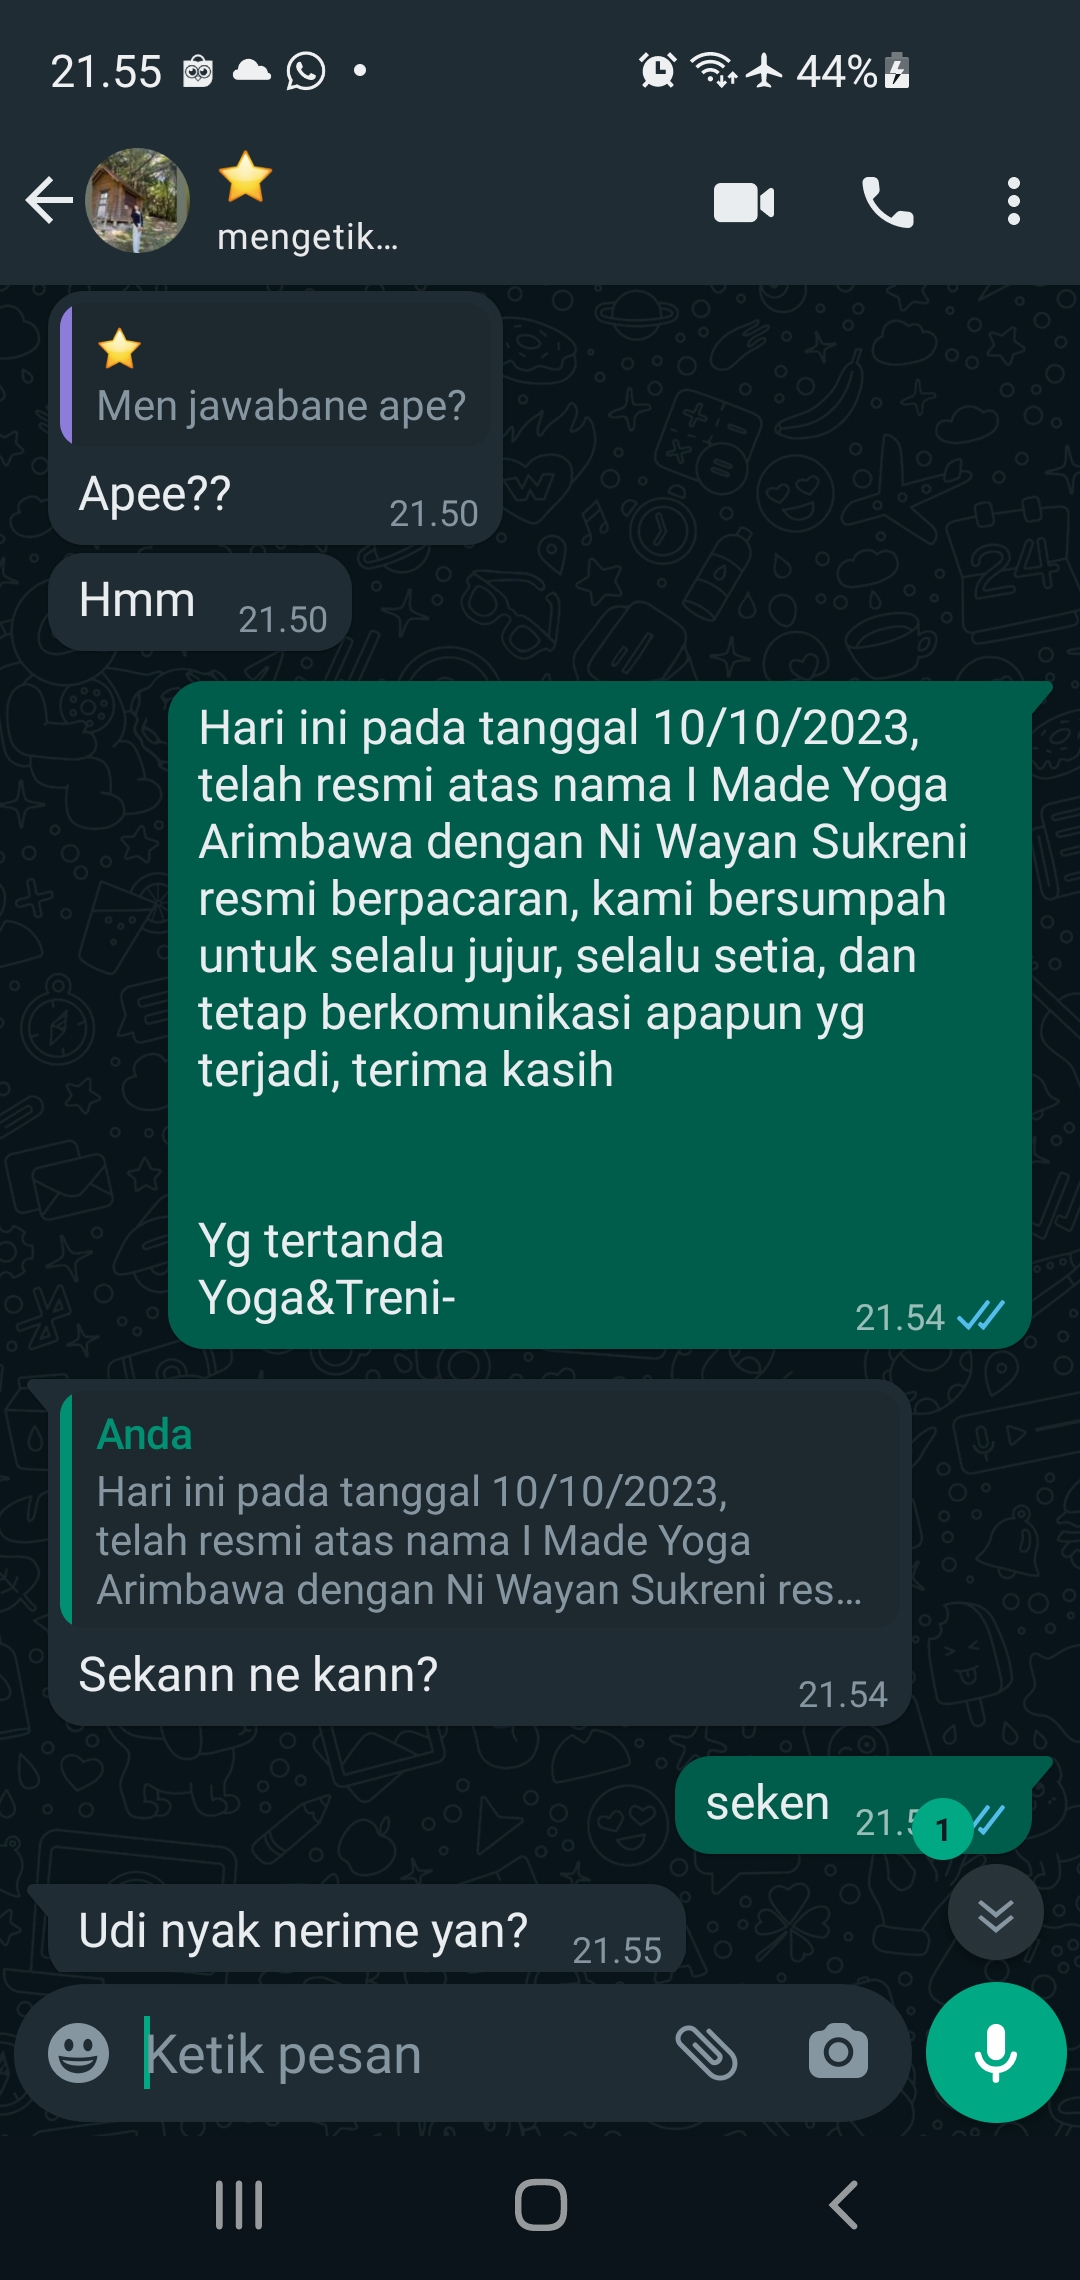 21.55
44%
mengetik...
Men jawabane ape?
Apee??
21.50
Hmm
21.50
Hari ini pada tanggal 10/10/2023,
telah resmi atas nama I Made Yoga
Arimbawa dengan Ni Wayan Sukreni
resmi berpacaran, kami bersumpah
untuk selalu jujur, selalu setia, dan
tetap berkomunikasi apapun yg
terjadi, terima kasih
Yg tertanda
Yoga&Treni-
21.54
Anda
Hari ini pada tanggal 10/10/2023,
telah resmi atas nama I Made Yoga
Arimbawa dengan Ni Wayan Sukreni res...
Sekann ne kann?
21.54
seken
1
Udi nyak nerime yan?
21.55
Ketik pesan